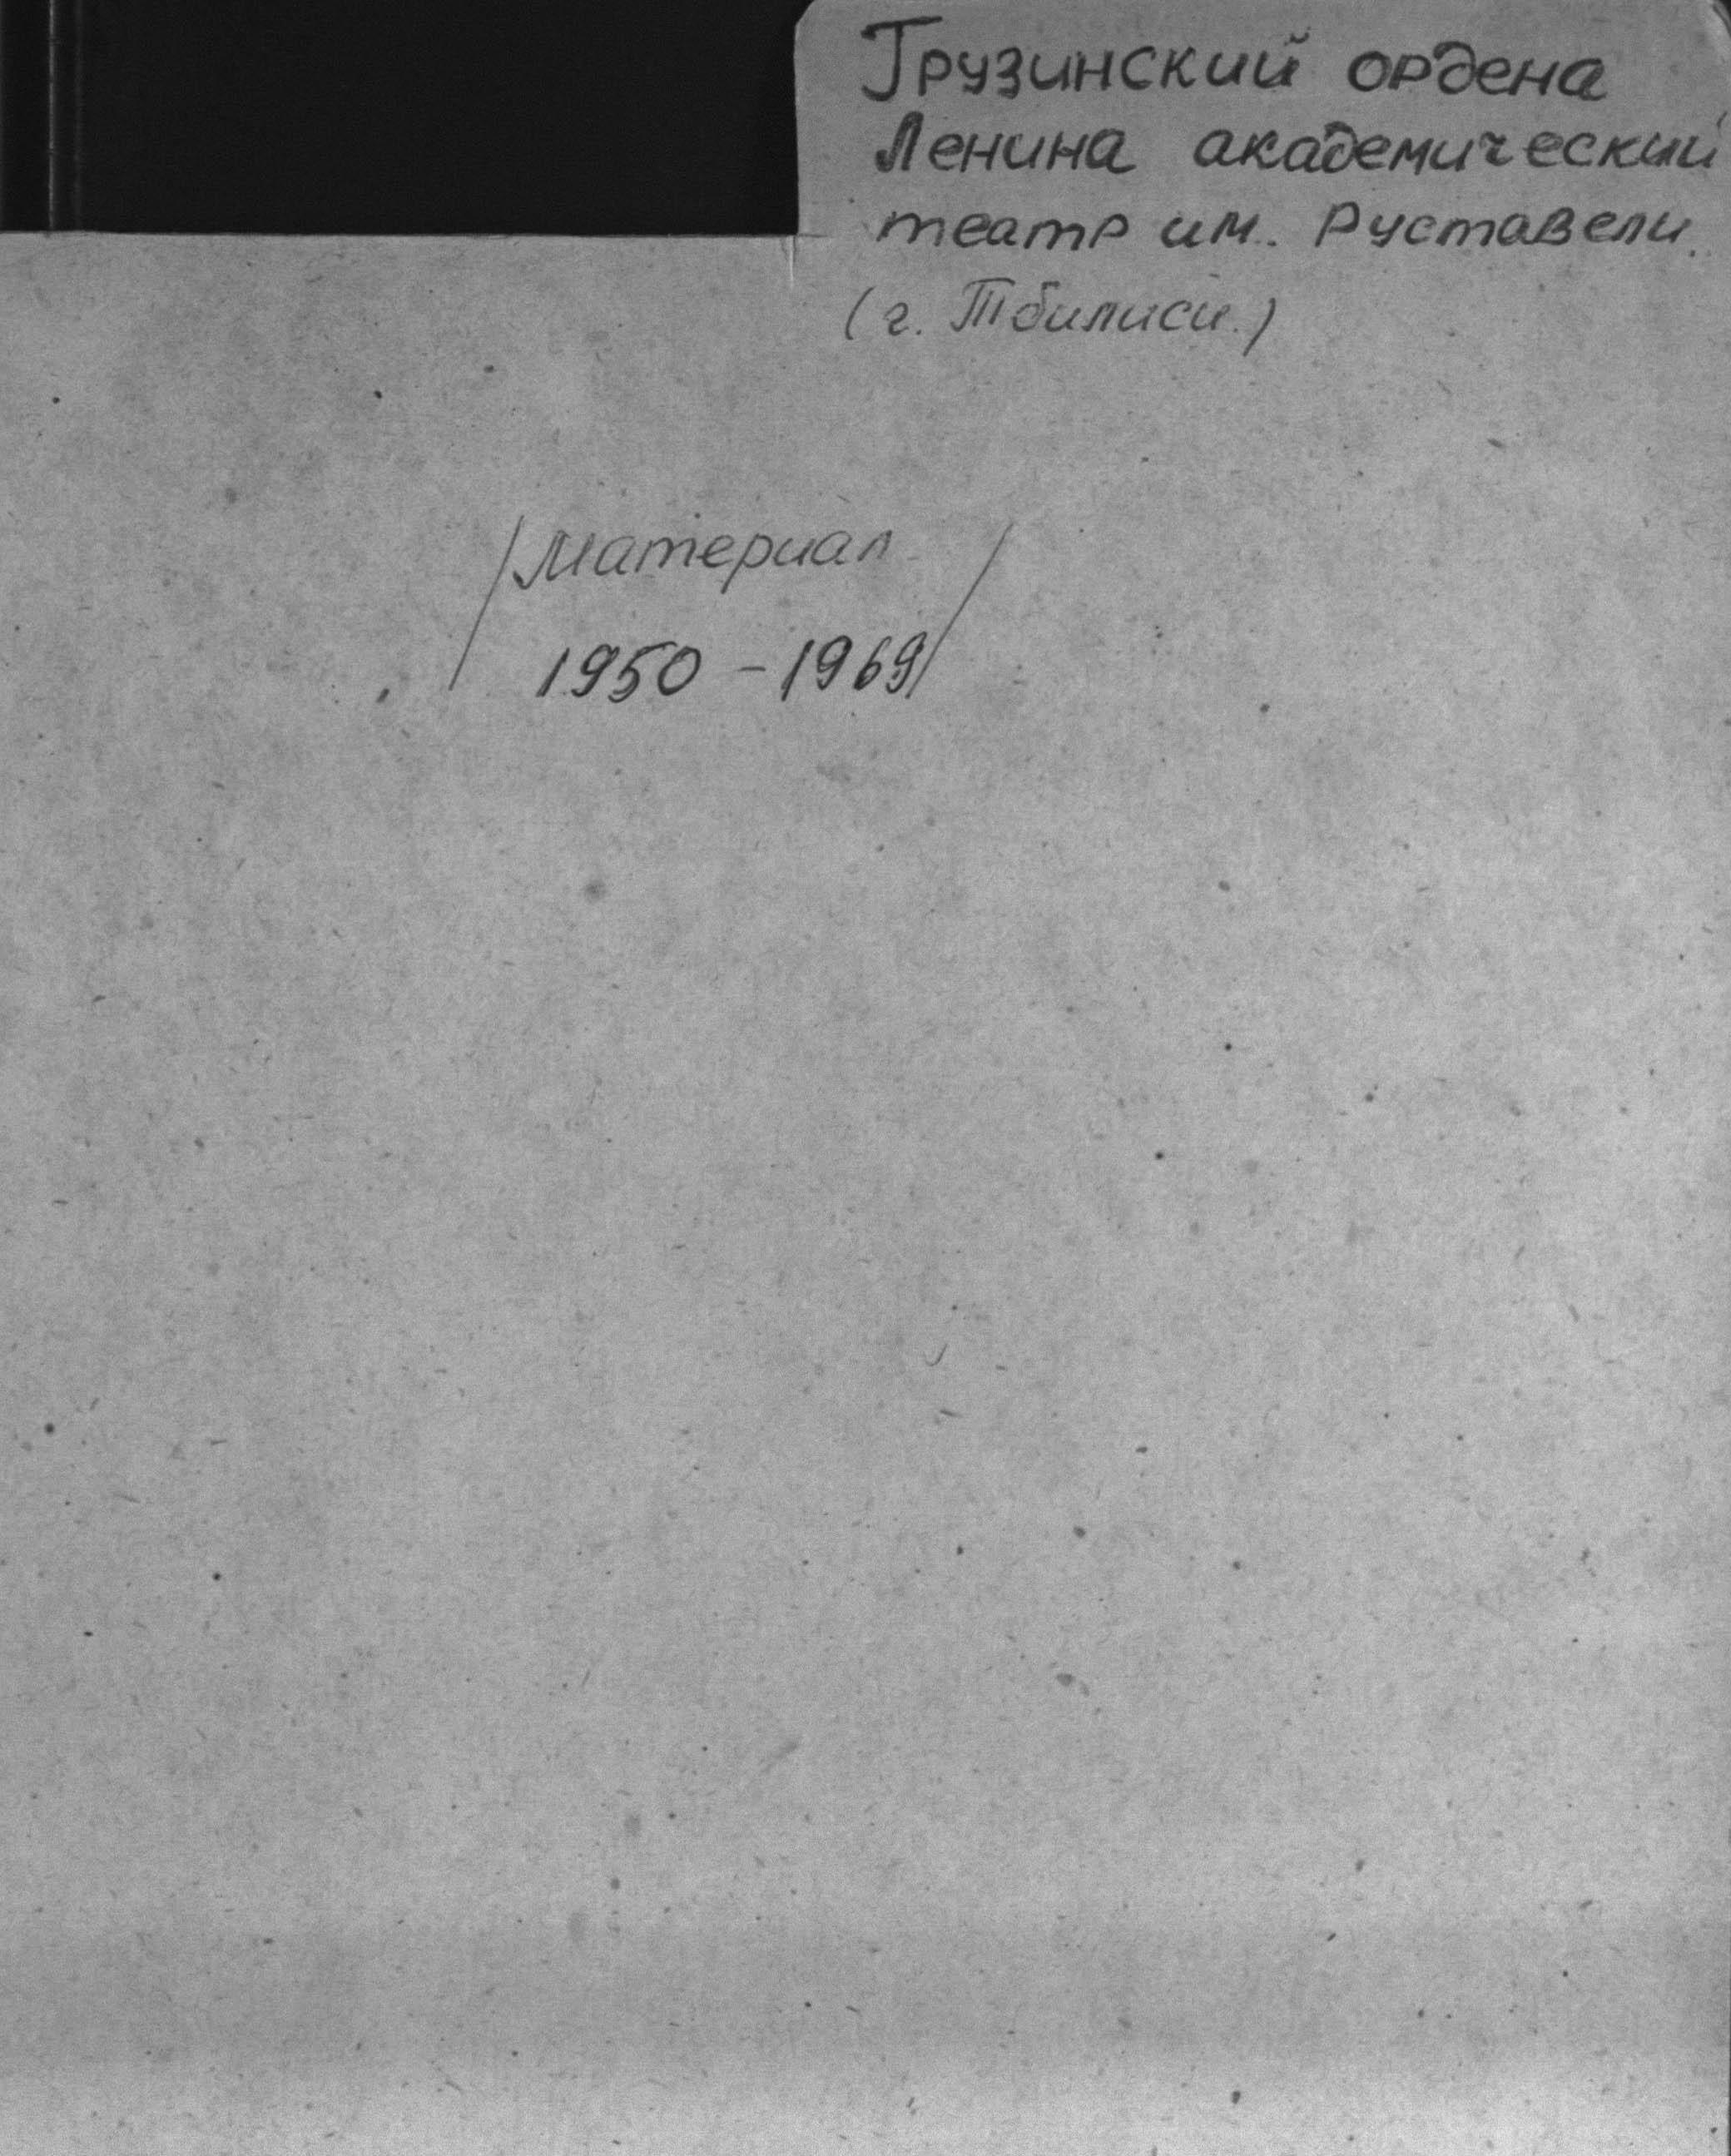 Грузинский ордена
Ленина академический
театр им. Руставели.
(г. Тбилиси.)
/Материал /
1950 - 1969